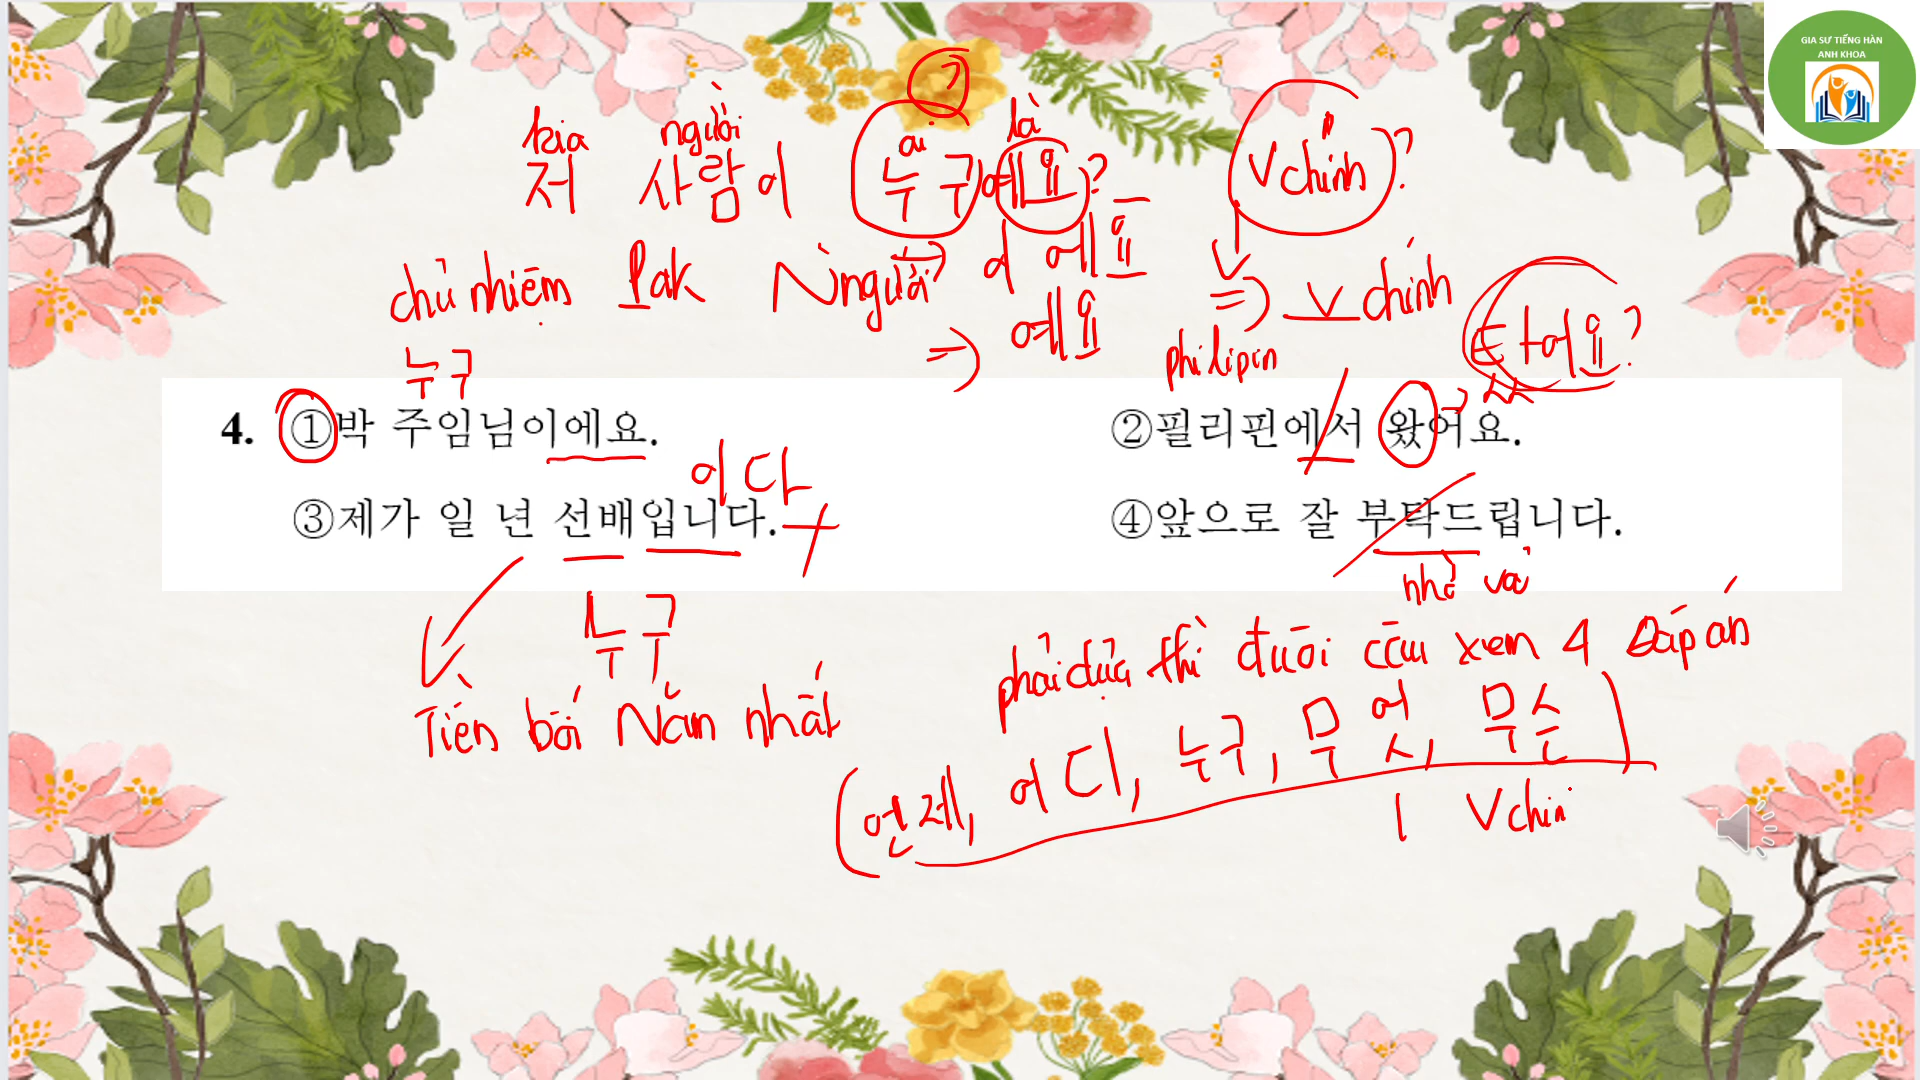 GIA SƯ TIẾNG HÀN
ANH KHOA
kia người ai là
저 사람이 누구예요? V chính?
chủ nhiệm Pak người 이에요 => V chính
=> 예요 어요?
누구 philipin
4. ①박 주임님이에요. ②필리핀에서 왔어요.
이다
③제가 일 년 선배입니다. ④앞으로 잘 부탁드립니다.
누구 nhờ vả
Tiền bối Năm nhất phải dựa thì đuôi câu xem 4 Đáp án
(언제, 어디, 누구, 무엇, 무슨)
1 V chín